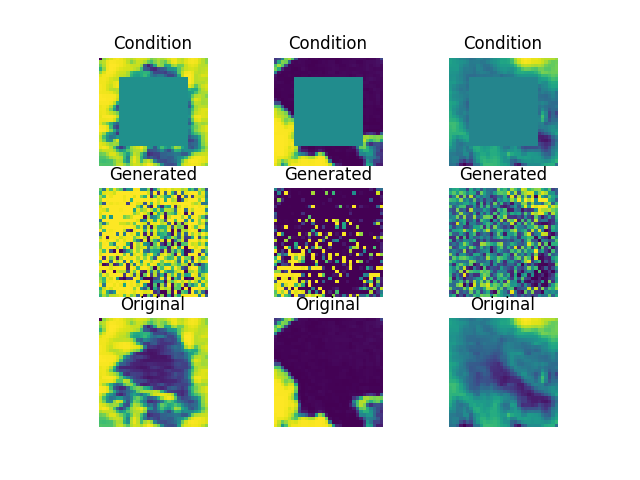 Condition Condition Condition
Generated Generated Generated
Original Original Original